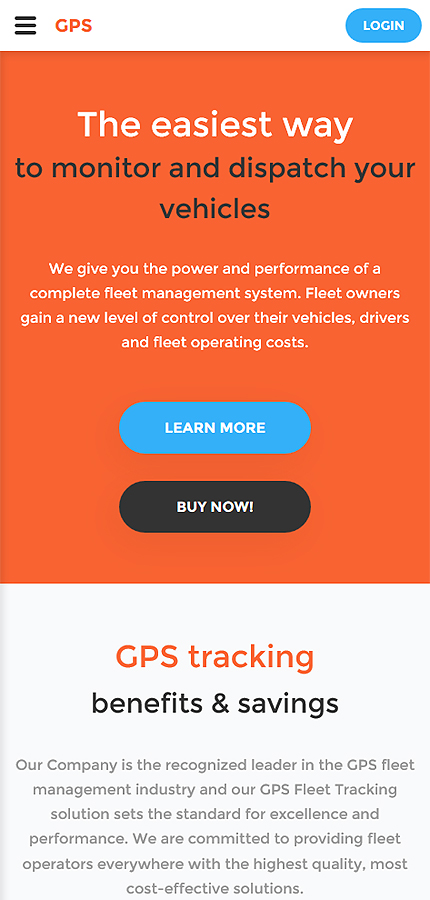 GPS
LOGIN
The easiest way
to monitor and dispatch your
vehicles
We give you the power and performance of a
complete fleet management system. Fleet owners
gain a new level of control over their vehicles, drivers
and fleet operating costs.
LEARN MORE
BUY NOW!
GPS tracking
benefits & savings
Our Company is the recognized leader in the GPS fleet
management industry and our GPS Fleet Tracking
solution sets the standard for excellence and
performance. We are committed to providing fleet
operators everywhere with the highest quality, most
cost-effective solutions.